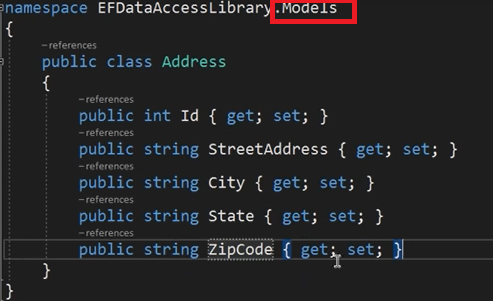 namespace EFDataAccessLibrary.Models
{
– references
public class Address
{
– references
public int Id { get; set; }
– references
public string StreetAddress { get; set; }
– references
public string City { get; set; }
– references
public string State { get; set; }
– references
public string ZipCode { get; set; }
}
}